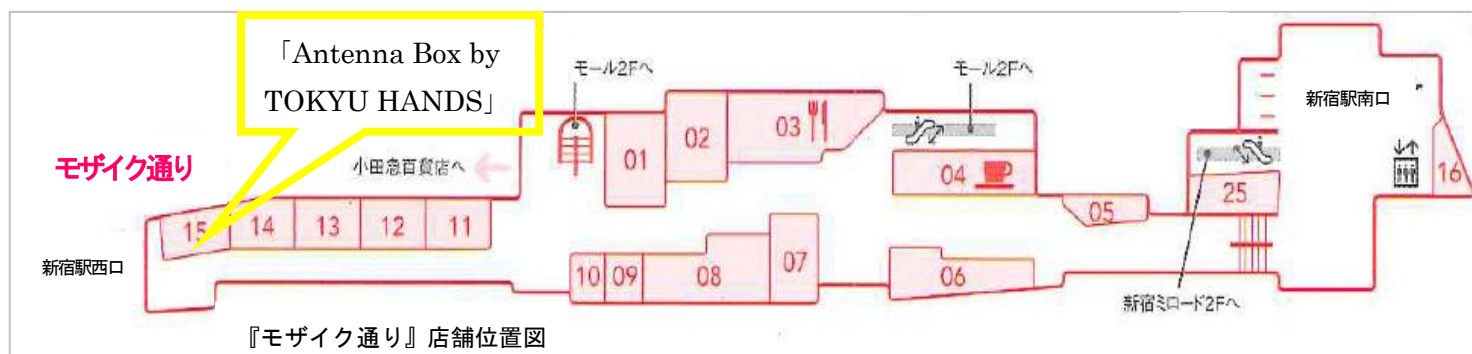 「Antenna Box by
TOKYU HANDS」
モール2Fへ
モール2Fへ
新宿駅南口
モザイク通り
小田急百貨店へ
01
02
03
04
05
16
25
15
14
13
12
11
新宿駅西口
10
09
08
07
06
新宿ミロード2Fへ
『モザイク通り』店舗位置図